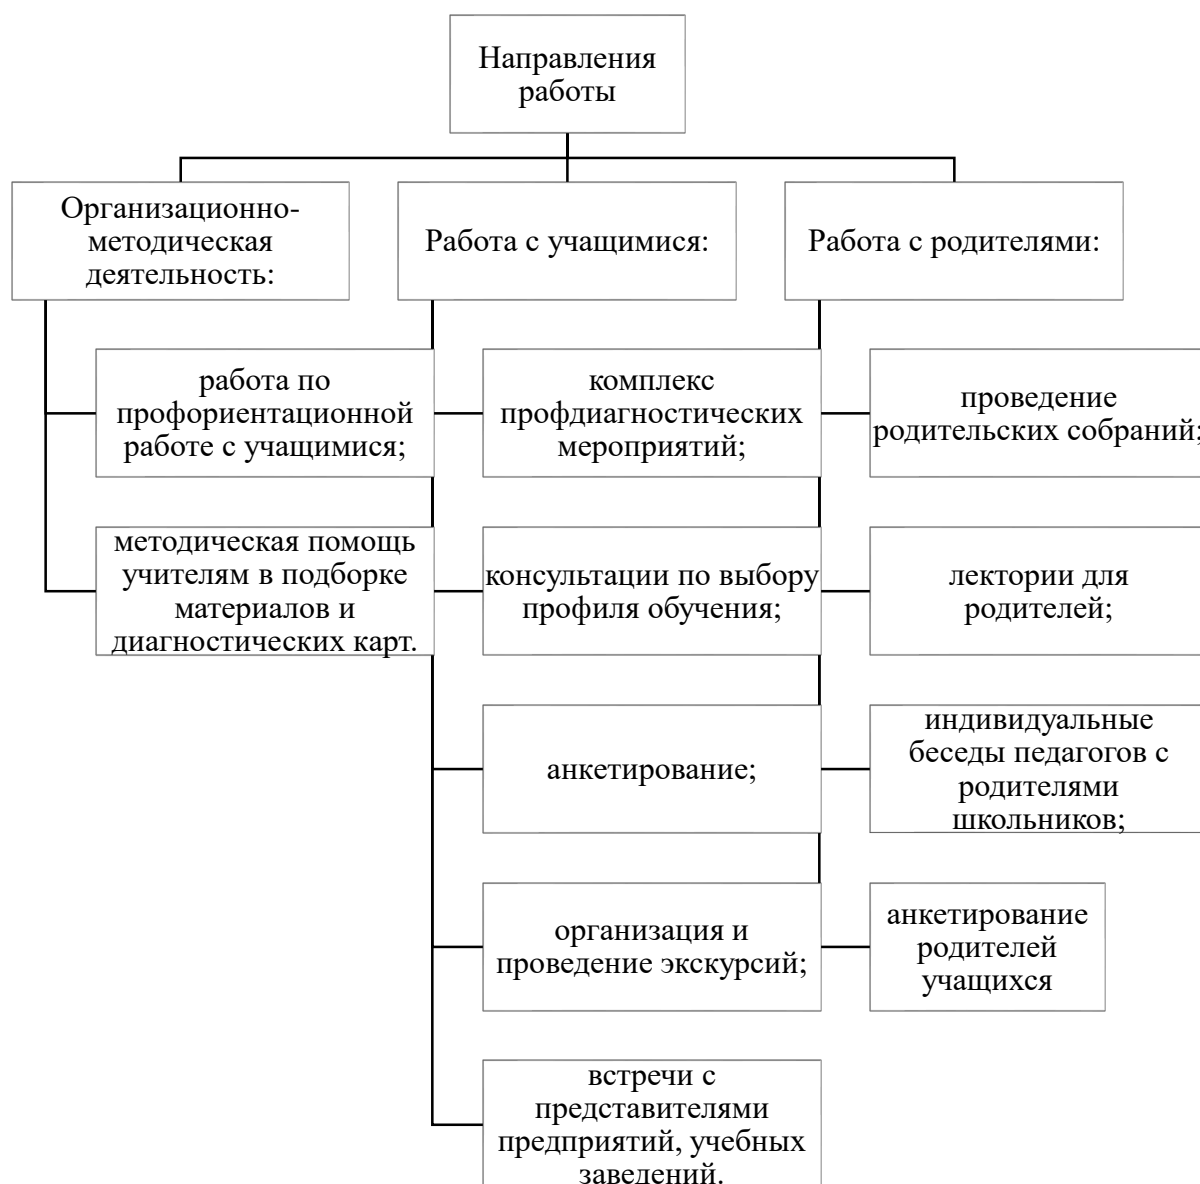 Направления
работы
Организационно-
методическая
деятельность:
работа по
профориентационной
работе с учащимися;
методическая помощь
учителям в подборке
материалов и
диагностических карт.
Работа с учащимися:
комплекс
профдиагностических
мероприятий;
консультации по выбору
профиля обучения;
анкетирование;
организация и
проведение экскурсий;
встречи с
представителями
предприятий, учебных
заведений.
Работа с родителями:
проведение
родительских собраний;
лектории для
родителей;
индивидуальные
беседы педагогов с
родителями
школьников;
анкетирование
родителей
учащихся